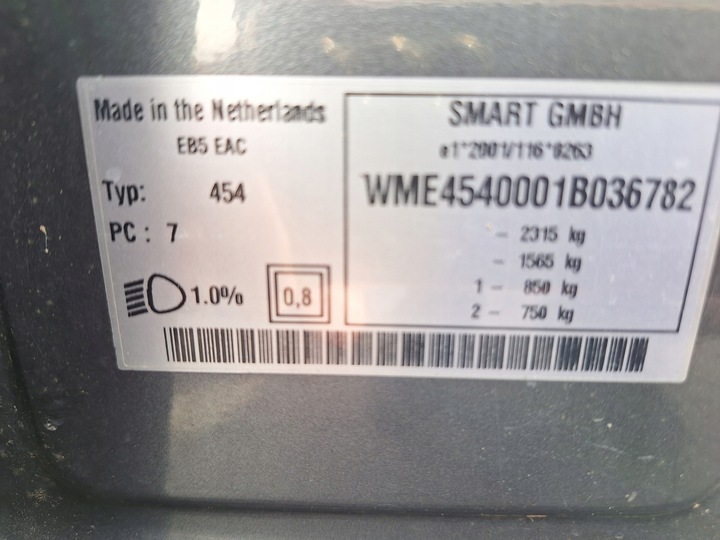 Made in the Netherlands
EB5 EAC
Typ: 454
PC : 7
1.0%
0,8
SMART GMBH
e1*2001/116*0263
WME4540001B036782
- 2315 kg
- 1565 kg
1 - 850 kg
2 - 750 kg